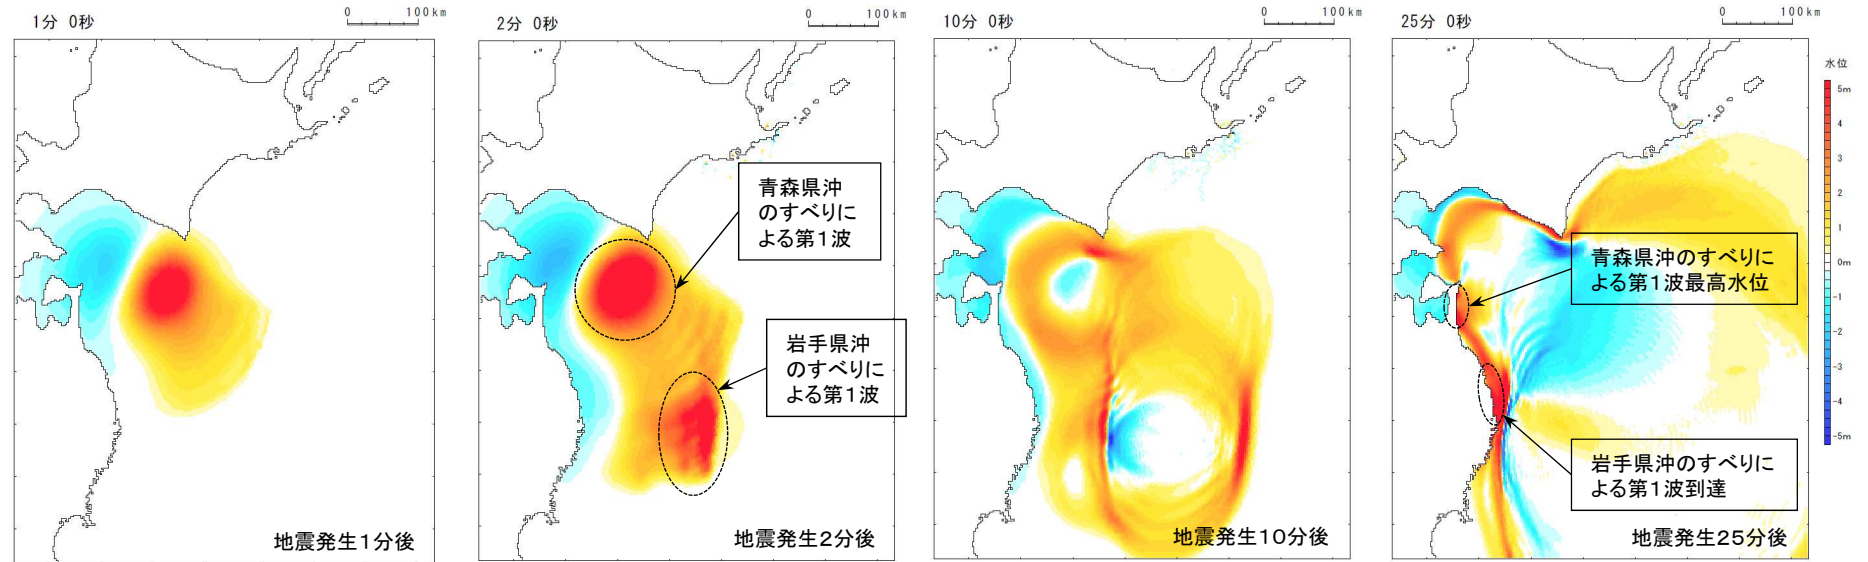 1分 0秒
0 100km
地震発生1分後
2分 0秒
0 100km
青森県沖
のすべりに
よる第1波
岩手県沖
のすべりに
よる第1波
地震発生2分後
10分 0秒
0 100km
地震発生10分後
25分 0秒
0 100km
青森県沖のすべりに
よる第1波最高水位
岩手県沖のすべりに
よる第1波到達
地震発生25分後
水位
5m
4
3
2
1
0m
-1
-2
-3
-4
-5m